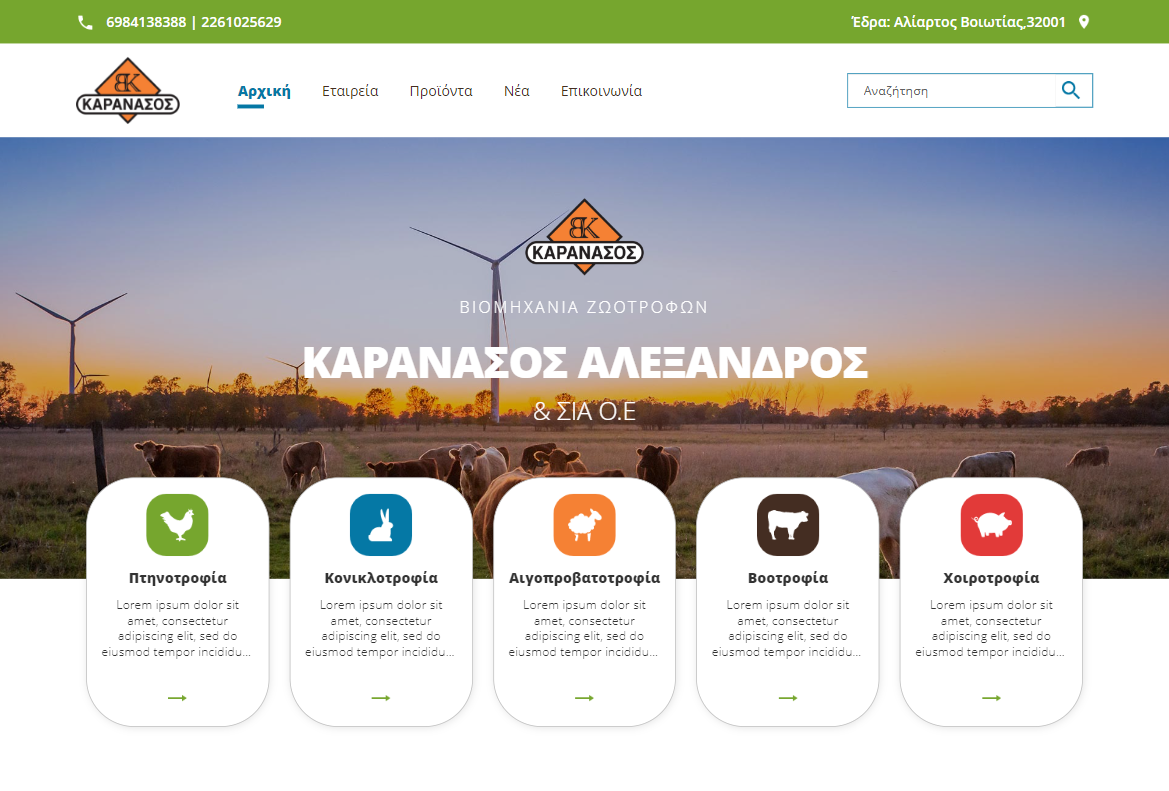 6984138388 | 2261025629
Έδρα: Αλίαρτος Βοιωτίας,32001
ΒΚ
ΚΑΡΑΝΑΣΟΣ
Αρχική
Εταιρεία
Προϊόντα
Νέα
Επικοινωνία
Αναζήτηση
ΒΚ
ΚΑΡΑΝΑΣΟΣ
ΒΙΟΜΗΧΑΝΙΑ ΖΩΟΤΡΟΦΩΝ
ΚΑΡΑΝΑΣΟΣ ΑΛΕΞΑΝΔΡΟΣ
& ΣΙΑ Ο.Ε
Πτηνοτροφία
Lorem ipsum dolor sit
amet, consectetur
adipiscing elit, sed do
eiusmod tempor incididu...
Κονικλοτροφία
Lorem ipsum dolor sit
amet, consectetur
adipiscing elit, sed do
eiusmod tempor incididu...
Αιγοπροβατοτροφία
Lorem ipsum dolor sit
amet, consectetur
adipiscing elit, sed do
eiusmod tempor incididu...
Βοοτροφία
Lorem ipsum dolor sit
amet, consectetur
adipiscing elit, sed do
eiusmod tempor incididu...
Χοιροτροφία
Lorem ipsum dolor sit
amet, consectetur
adipiscing elit, sed do
eiusmod tempor incididu...